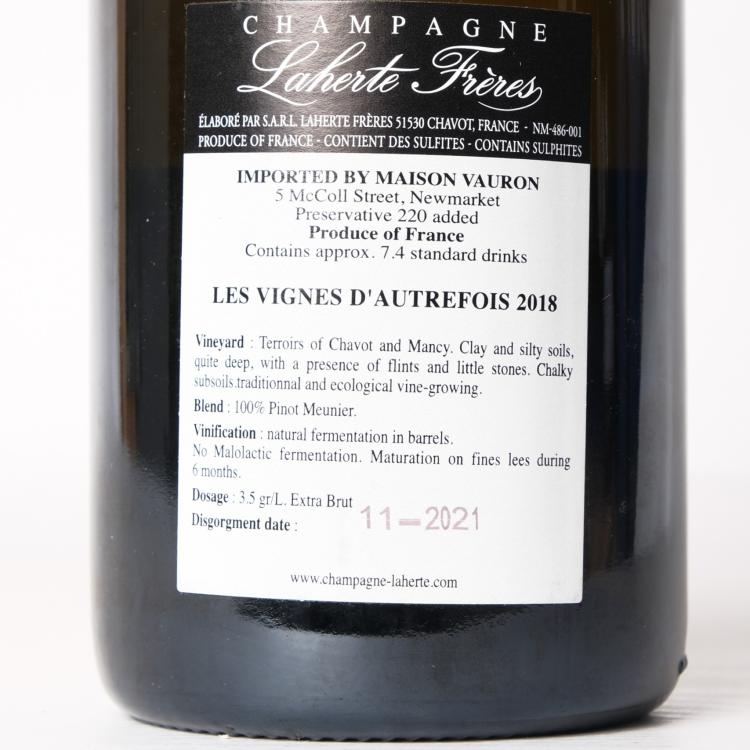 CHAMPAGNE
Laherte Frères
ÉLABORÉ PAR S.A.R.L. LAHERTE FRÈRES 51530 CHAVOT, FRANCE - NM-486-001
PRODUCE OF FRANCE - CONTIENT DES SULFITES - CONTAINS SULPHITES
IMPORTED BY MAISON VAURON
5 McColl Street, Newmarket
Preservative 220 added
Produce of France
Contains approx. 7.4 standard drinks
LES VIGNES D'AUTREFOIS 2018
Vineyard : Terroirs of Chavot and Mancy. Clay and silty soils,
quite deep, with a presence of flints and little stones. Chalky
subsoils.traditionnal and ecological vine-growing.
Blend : 100% Pinot Meunier.
Vinification : natural fermentation in barrels.
No Malolactic fermentation. Maturation on fines lees during
6 months.
Dosage : 3.5 gr/L. Extra Brut
Disgorgment date : 11-2021
www.champagne-laherte.com